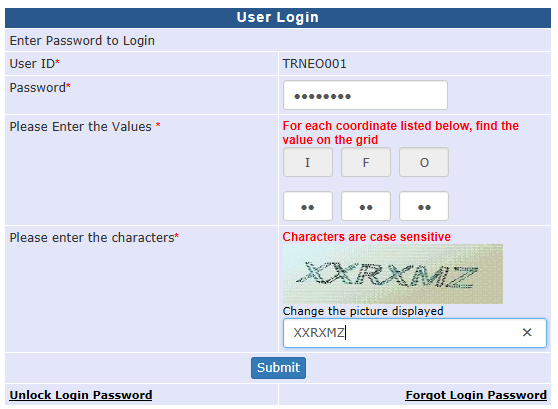 User Login
Enter Password to Login
User ID* TRNEO001
Password* ••••••••
Please Enter the Values * For each coordinate listed below, find the
value on the grid
I F O
•• •• ••
Please enter the characters* Characters are case sensitive
XXRXMZ
Change the picture displayed
XXRXMZ ✕
Submit
Unlock Login Password Forgot Login Password